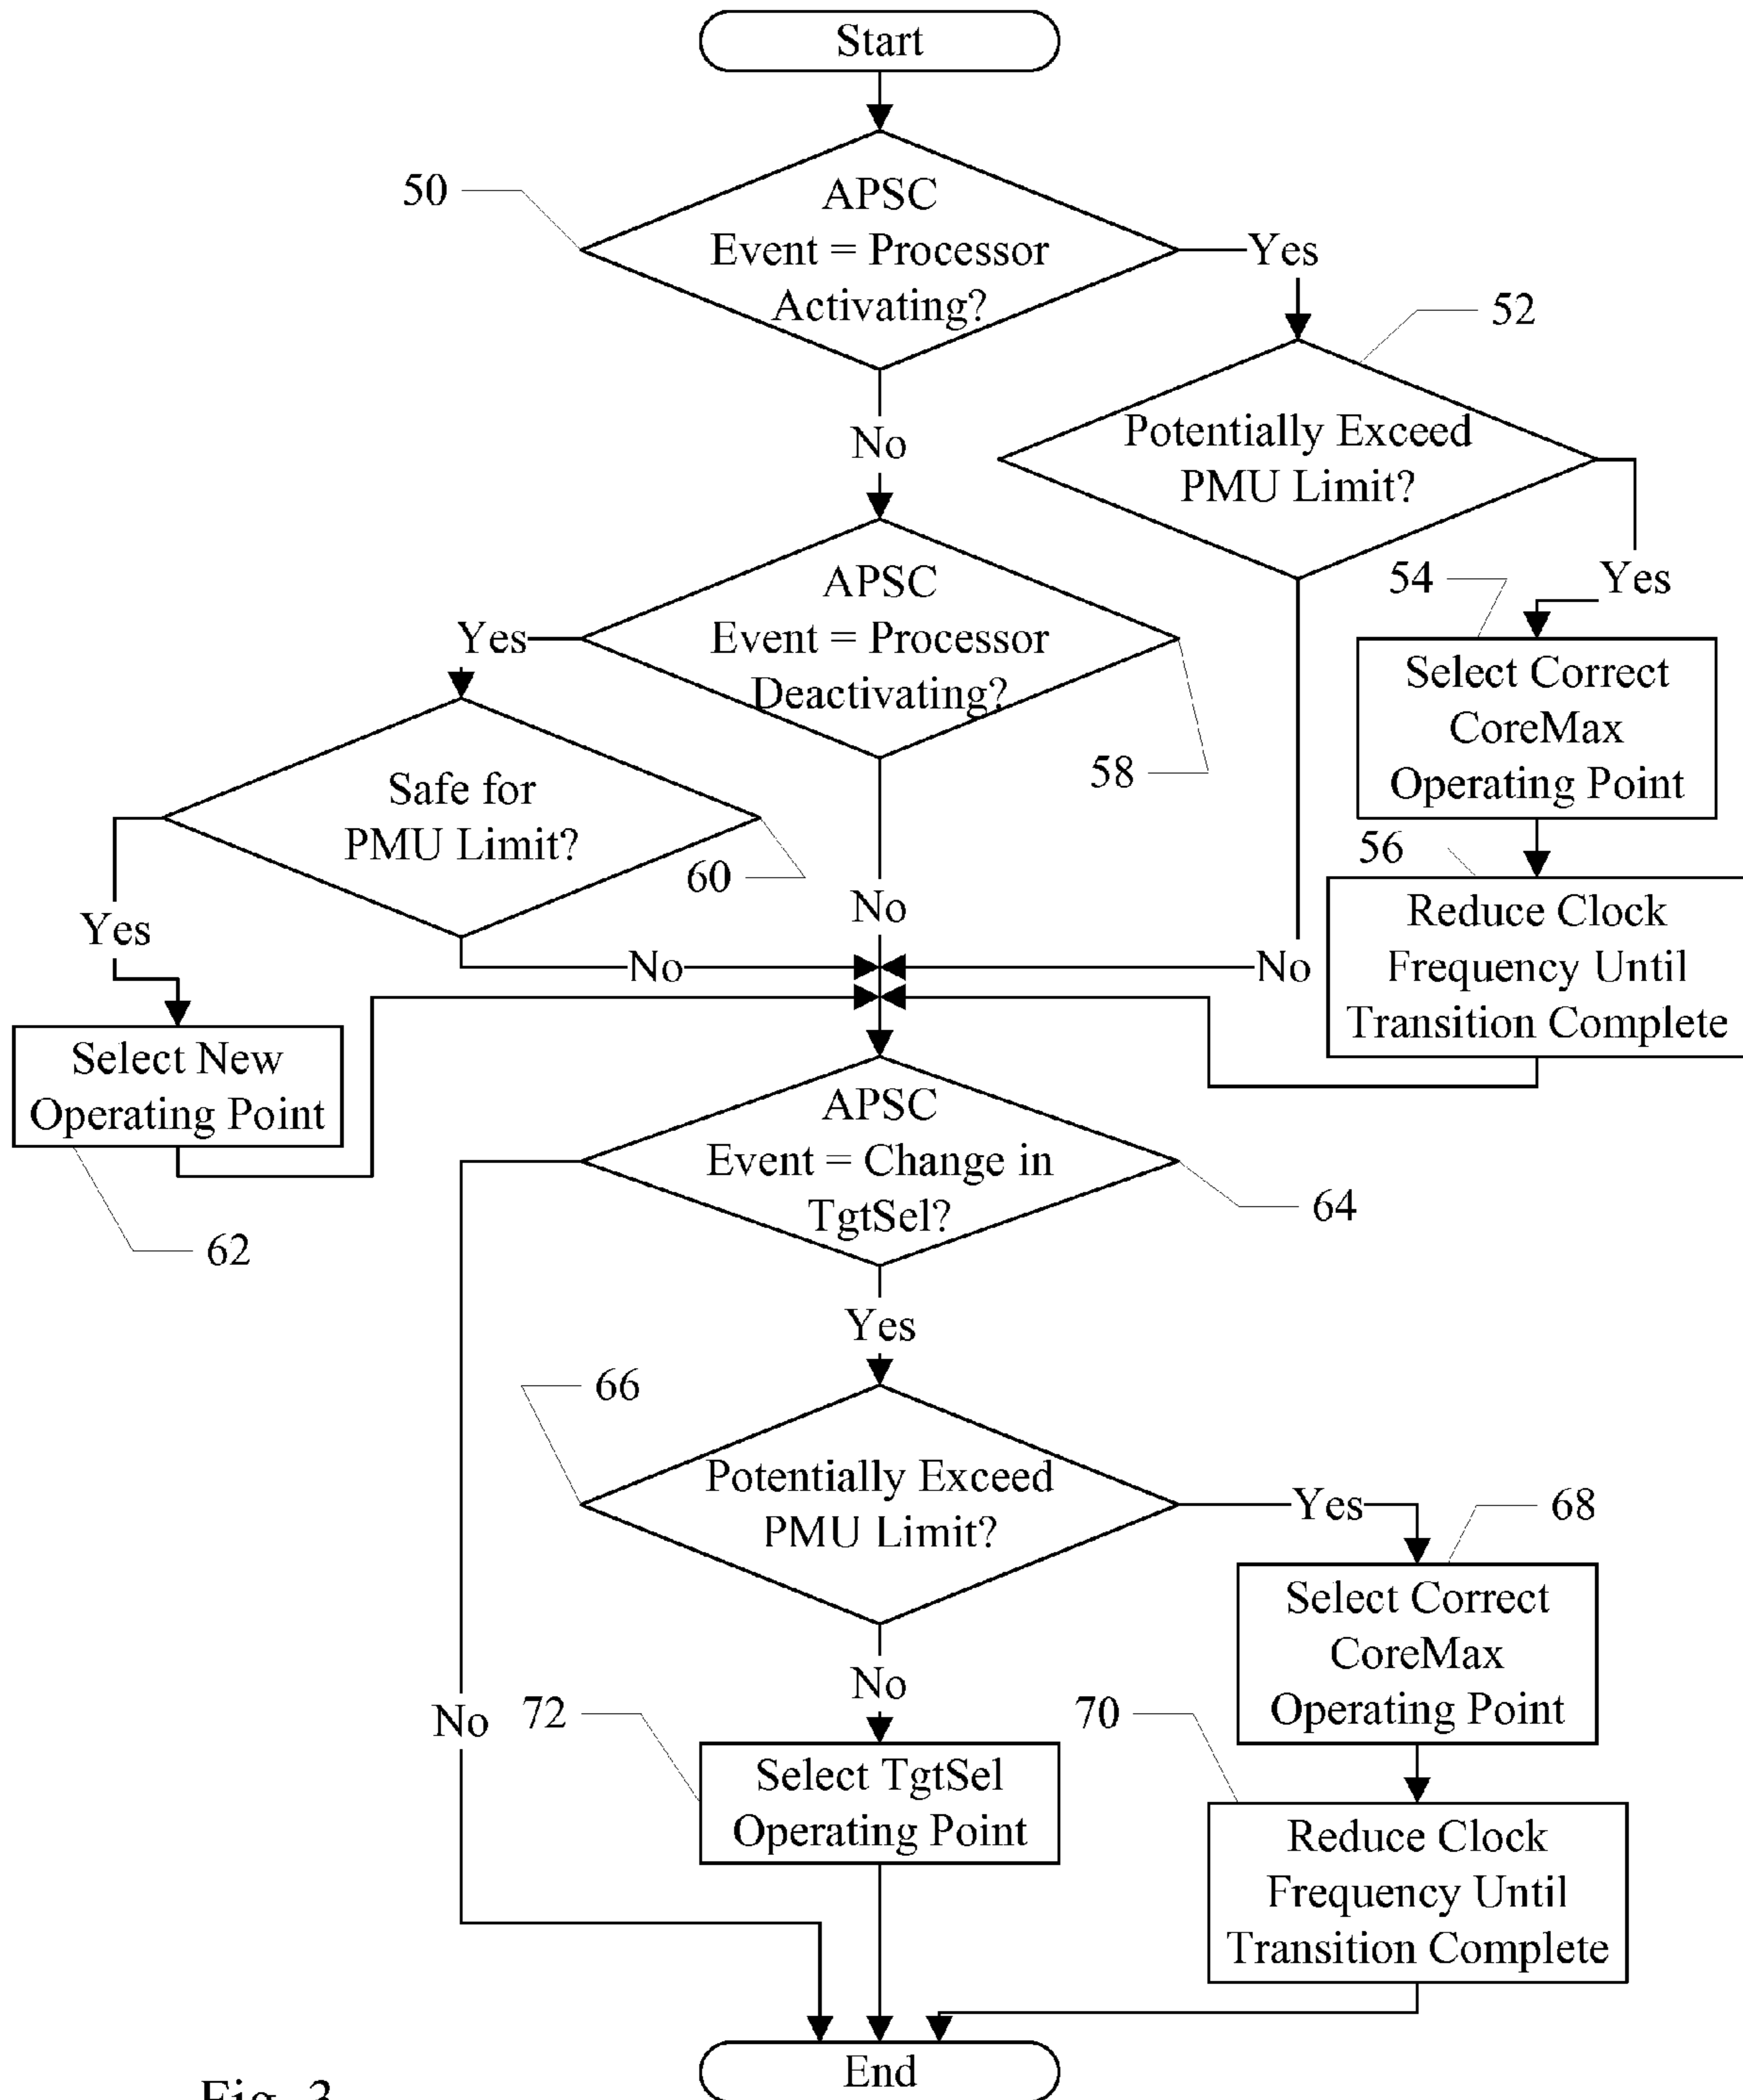 Start
50
APSC
Event = Processor
Activating?
Yes
52
No
Potentially Exceed
PMU Limit?
54
Yes
APSC
Event = Processor
Deactivating?
Yes
Select Correct
CoreMax
Operating Point
58
Safe for
PMU Limit?
60
56
No
Yes
Reduce Clock
Frequency Until
Transition Complete
No
No
Select New
Operating Point
62
APSC
Event = Change in
TgtSel?
64
Yes
66
Potentially Exceed
PMU Limit?
Yes
68
Select Correct
CoreMax
Operating Point
No
No
72
70
Select TgtSel
Operating Point
Reduce Clock
Frequency Until
Transition Complete
End
Fig. 3